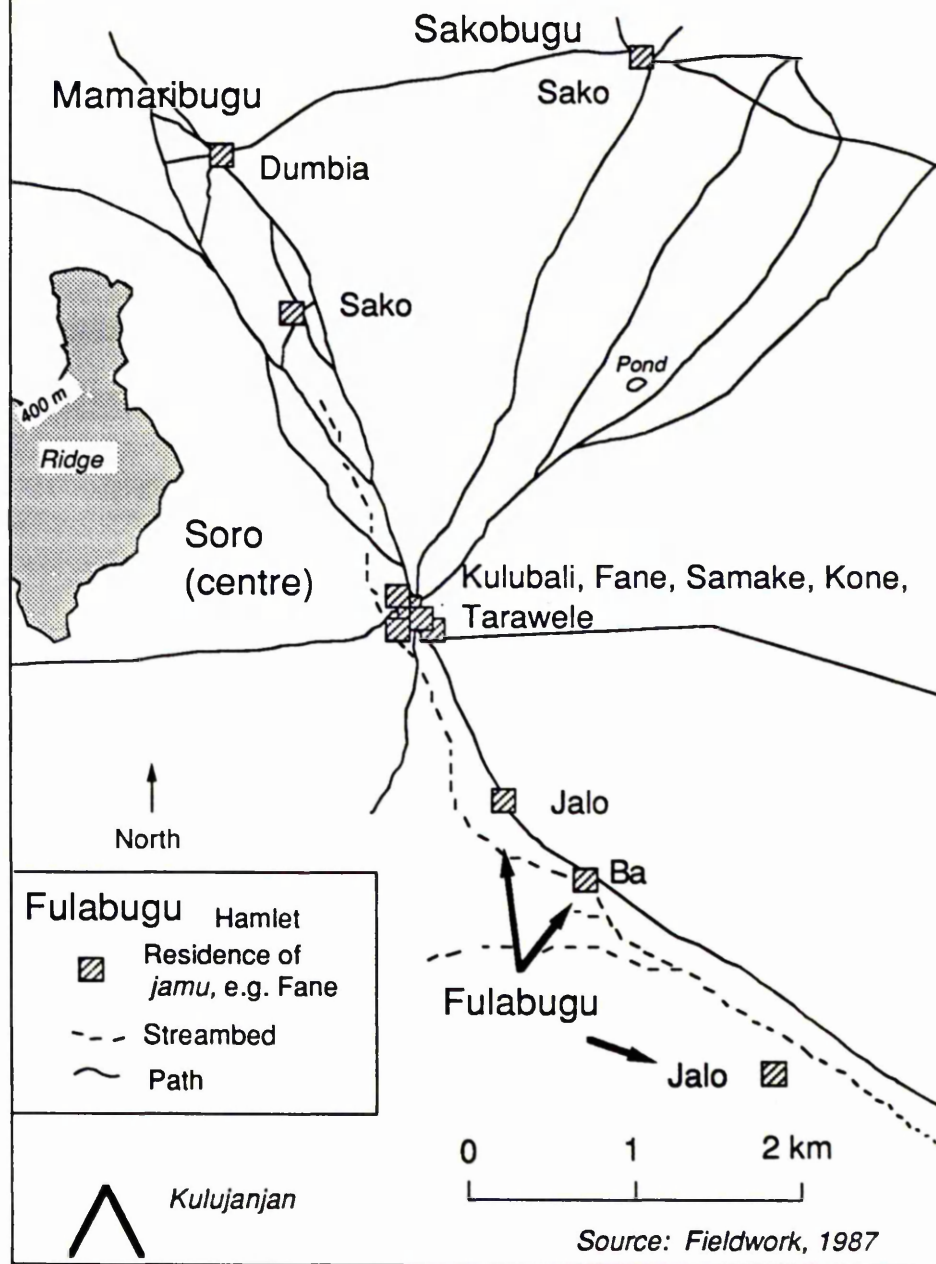 Sakobugu
Sako
Mamaribugu
Dumbia
Sako
Pond
400 m
Ridge
Soro
(centre)
Kulubali, Fane, Samake, Kone,
Tarawele
Jalo
North
Ba
Fulabugu
Jalo
Fulabugu Hamlet
Residence of
jamu, e.g. Fane
Streambed
Path
0 1 2 km
Kulujanjan
Source: Fieldwork, 1987